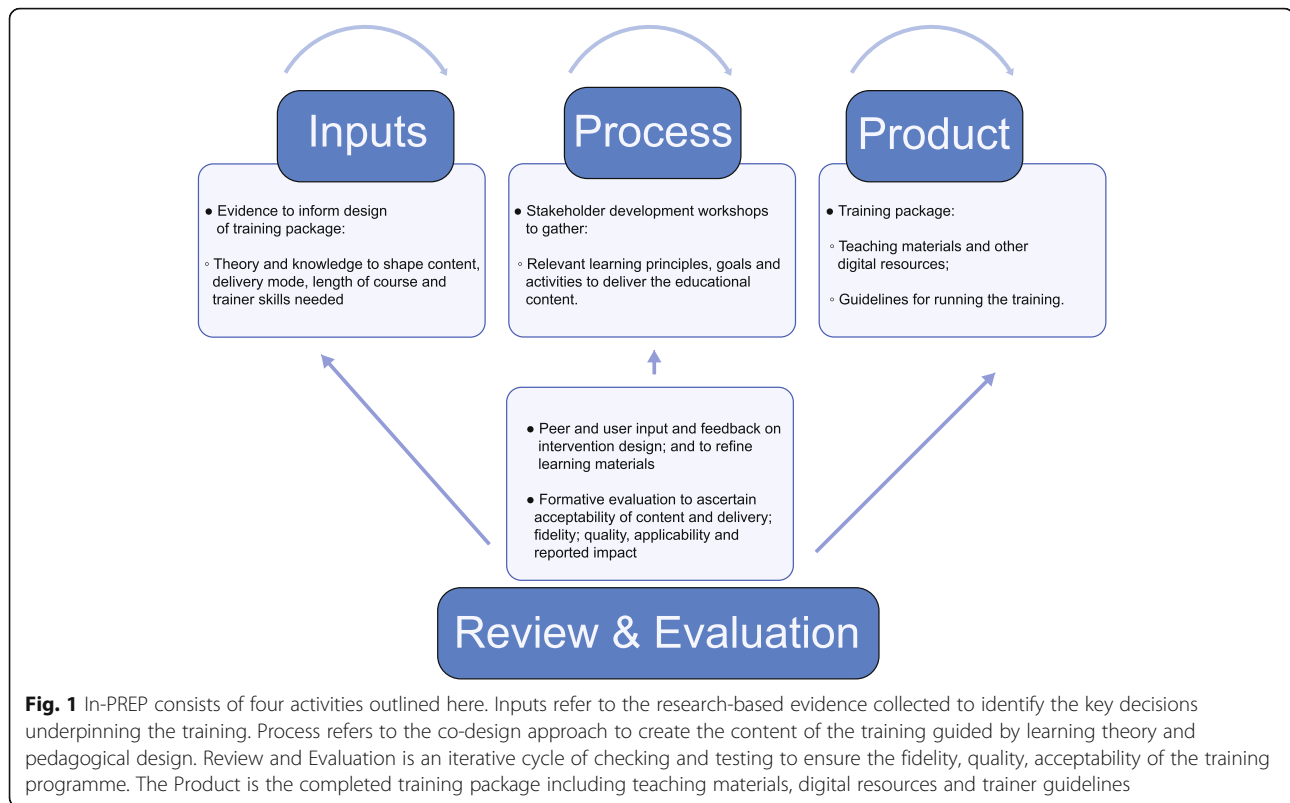 Inputs
● Evidence to inform design
of training package:
◦ Theory and knowledge to shape content,
delivery mode, length of course and
trainer skills needed
Process
● Stakeholder development workshops
to gather:
◦ Relevant learning principles, goals and
activities to deliver the educational
content.
Product
● Training package:
◦ Teaching materials and other
digital resources;
◦ Guidelines for running the training.
● Peer and user input and feedback on
intervention design; and to refine
learning materials
● Formative evaluation to ascertain
acceptability of content and delivery;
fidelity; quality, applicability and
reported impact
Review & Evaluation
Fig. 1 In-PREP consists of four activities outlined here. Inputs refer to the research-based evidence collected to identify the key decisions
underpinning the training. Process refers to the co-design approach to create the content of the training guided by learning theory and
pedagogical design. Review and Evaluation is an iterative cycle of checking and testing to ensure the fidelity, quality, acceptability of the training
programme. The Product is the completed training package including teaching materials, digital resources and trainer guidelines